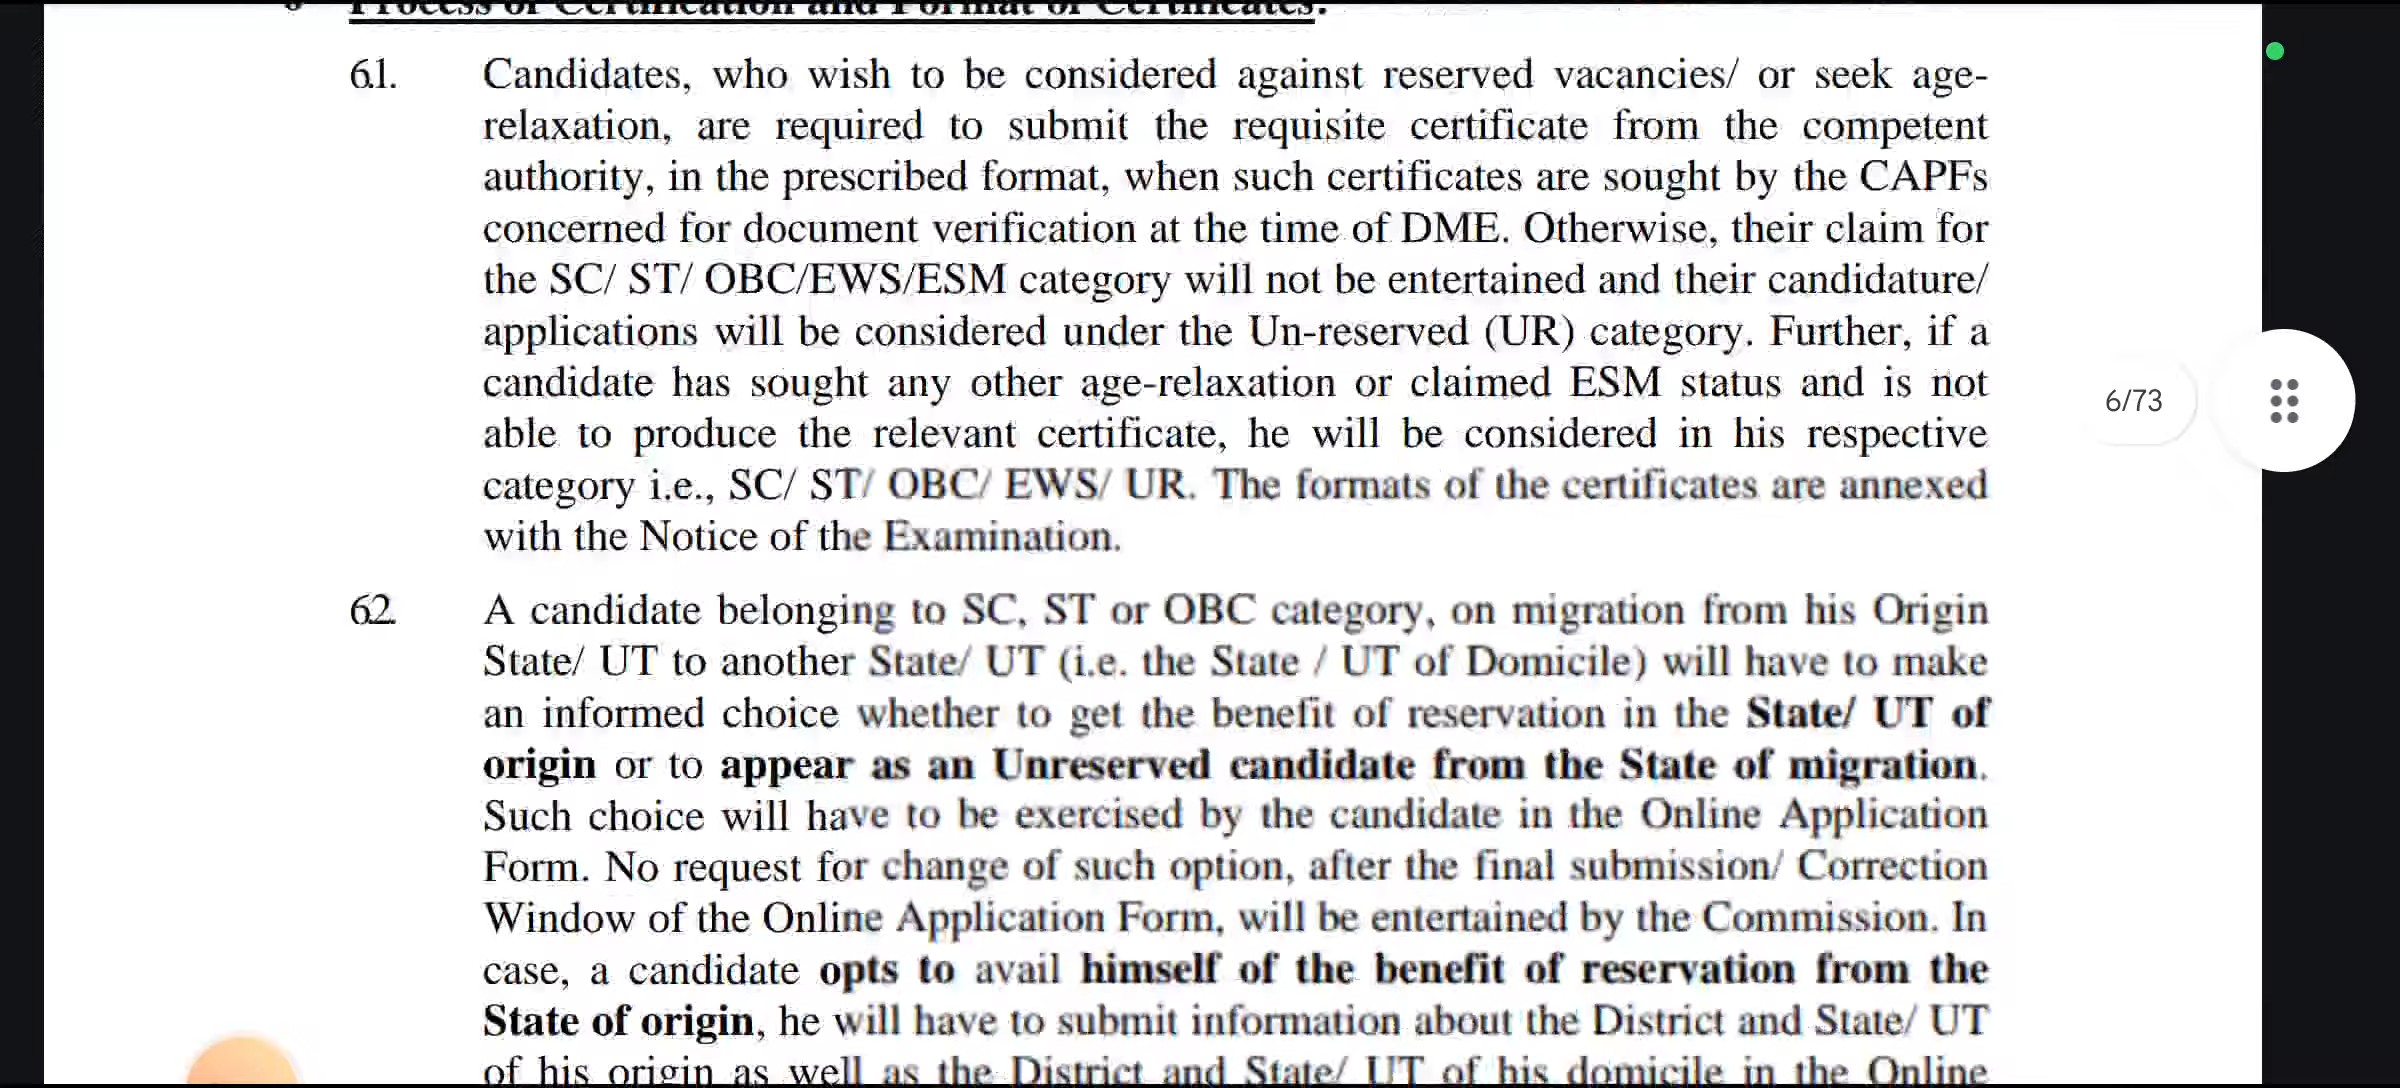 Process of Certification and Format of Certificates:
6.1. Candidates, who wish to be considered against reserved vacancies/ or seek age-
relaxation, are required to submit the requisite certificate from the competent
authority, in the prescribed format, when such certificates are sought by the CAPFs
concerned for document verification at the time of DME. Otherwise, their claim for
the SC/ ST/ OBC/EWS/ESM category will not be entertained and their candidature/
applications will be considered under the Un-reserved (UR) category. Further, if a
candidate has sought any other age-relaxation or claimed ESM status and is not
able to produce the relevant certificate, he will be considered in his respective
category i.e., SC/ ST/ OBC/ EWS/ UR. The formats of the certificates are annexed
with the Notice of the Examination.
6/73
6.2. A candidate belonging to SC, ST or OBC category, on migration from his Origin
State/ UT to another State/ UT (i.e. the State / UT of Domicile) will have to make
an informed choice whether to get the benefit of reservation in the State/ UT of
origin or to appear as an Unreserved candidate from the State of migration.
Such choice will have to be exercised by the candidate in the Online Application
Form. No request for change of such option, after the final submission/ Correction
Window of the Online Application Form, will be entertained by the Commission. In
case, a candidate opts to avail himself of the benefit of reservation from the
State of origin, he will have to submit information about the District and State/ UT
of his origin as well as the District and State/ UT of his domicile in the Online